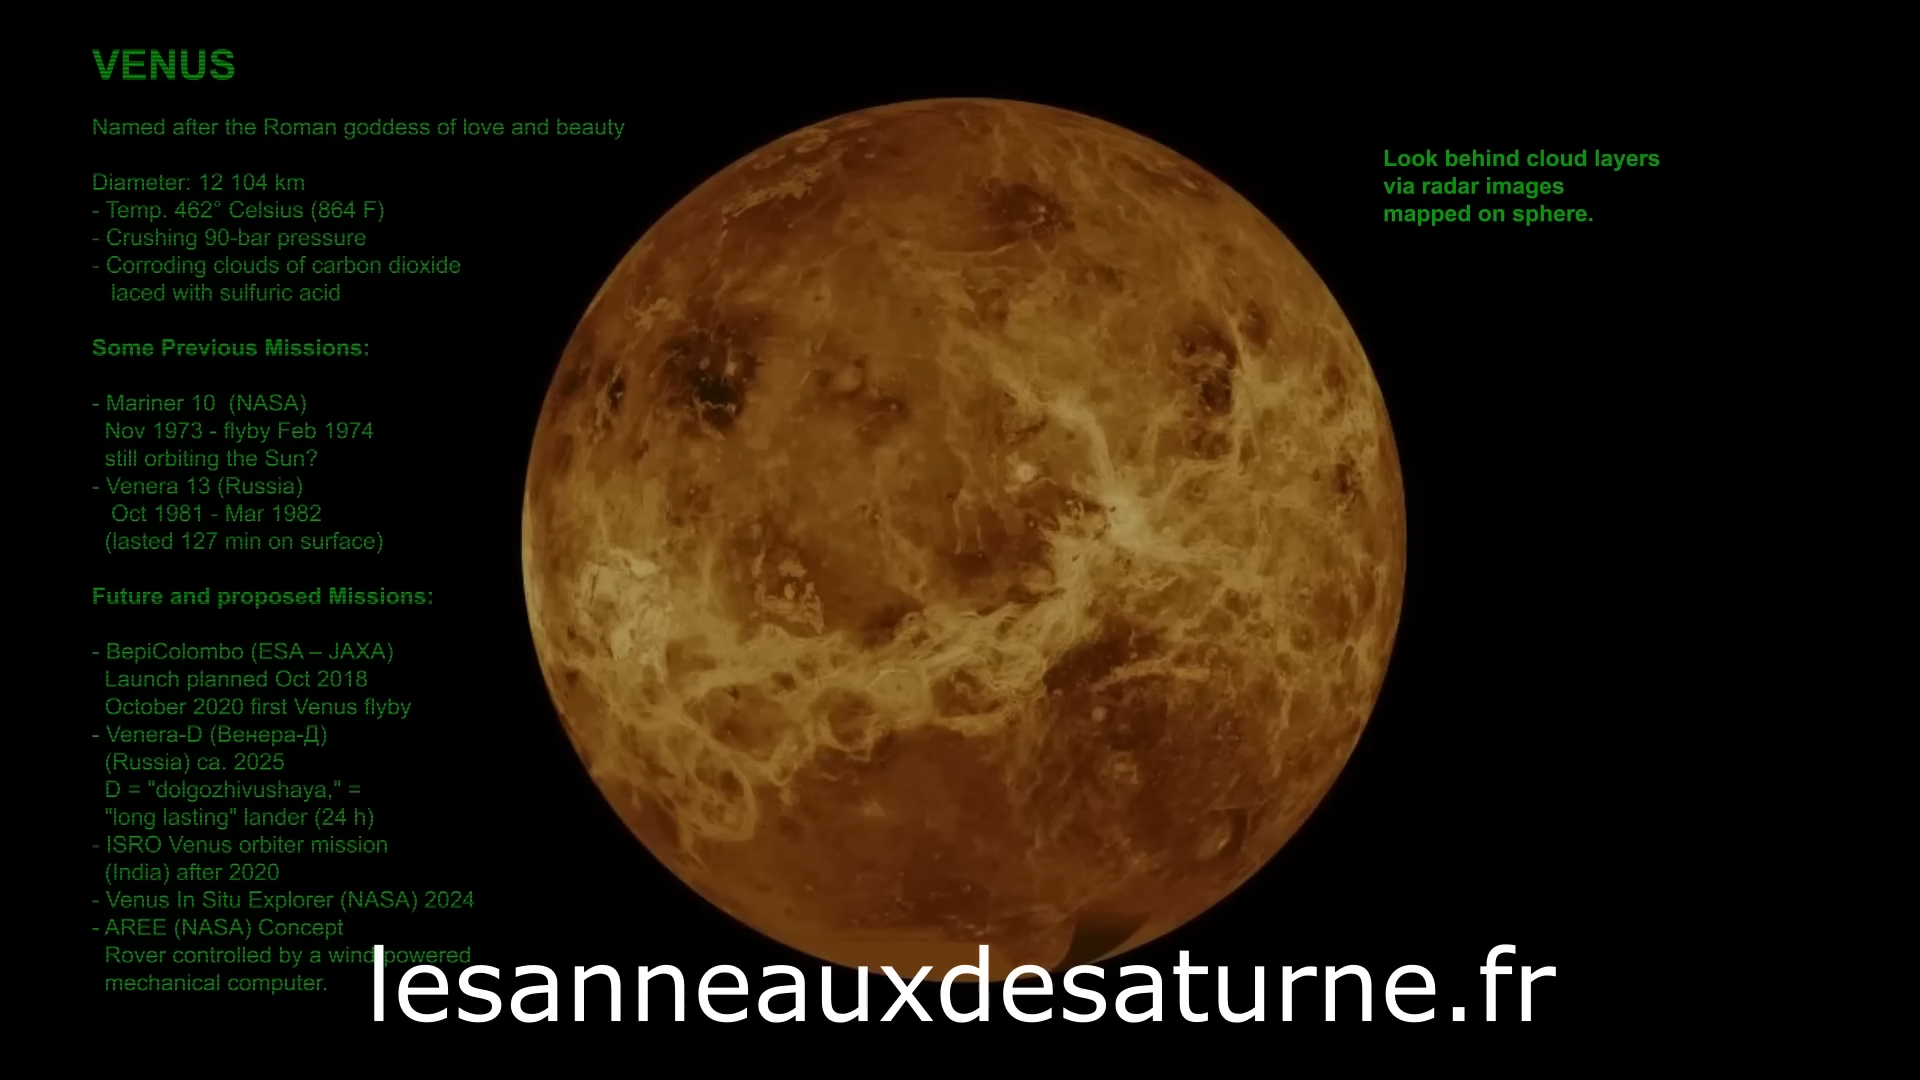 VENUS
Named after the Roman goddess of love and beauty
Diameter: 12 104 km
- Temp. 462° Celsius (864 F)
- Crushing 90-bar pressure
- Corroding clouds of carbon dioxide
laced with sulfuric acid
Some Previous Missions:
- Mariner 10 (NASA)
Nov 1973 - flyby Feb 1974
still orbiting the Sun?
- Venera 13 (Russia)
Oct 1981 - Mar 1982
(lasted 127 min on surface)
Future and proposed Missions:
- BepiColombo (ESA – JAXA)
Launch planned Oct 2018
October 2020 first Venus flyby
- Venera-D (Венера-Д)
(Russia) ca. 2025
D = "dolgozhivushaya," =
"long lasting" lander (24 h)
- ISRO Venus orbiter mission
(India) after 2020
- Venus In Situ Explorer (NASA) 2024
- AREE (NASA) Concept
Rover controlled by a wind powered
mechanical computer.
Look behind cloud layers
via radar images
mapped on sphere.
lesanneauxdesaturne.fr